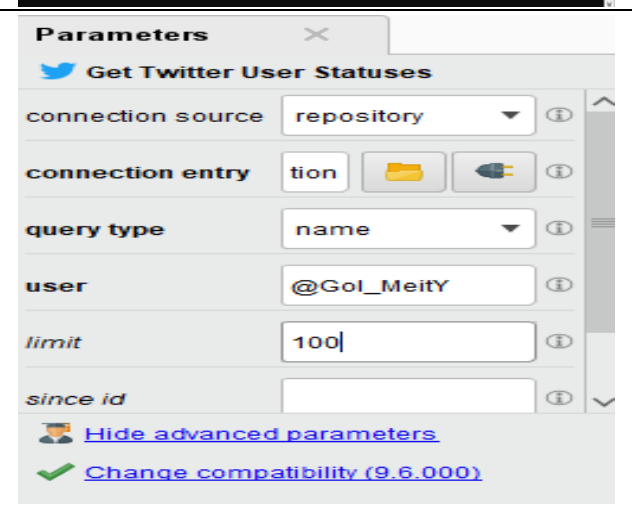 Parameters
Get Twitter User Statuses
connection source repository
connection entry tion
query type name
user @GoI_MeitY
limit 100
since id
Hide advanced parameters
Change compatibility (9.6.000)